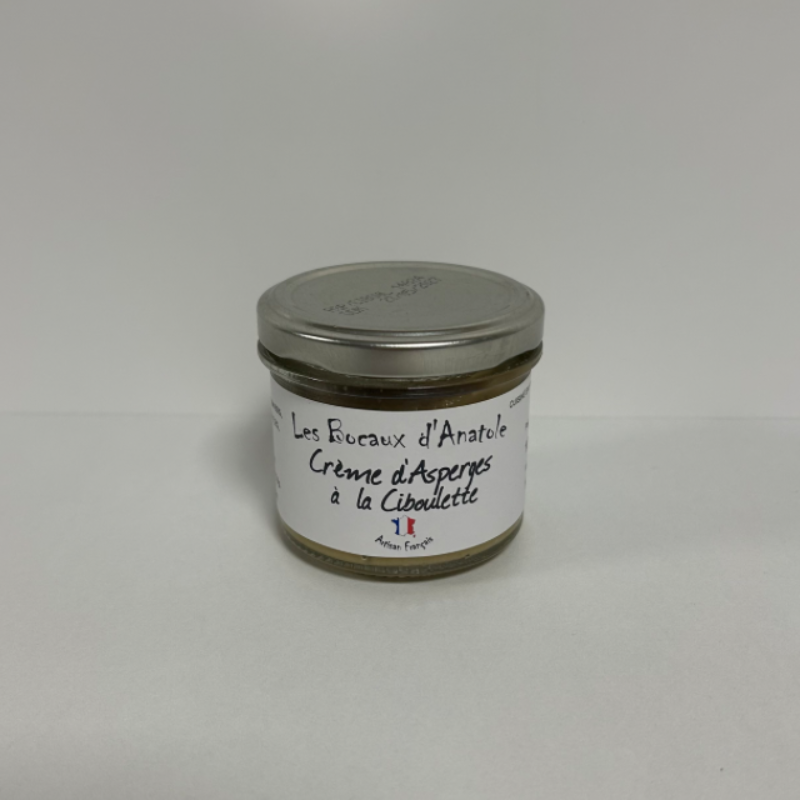 Les Bocaux d'Anatole
Crème d'Asperges
à la Ciboulette
Artisan Français